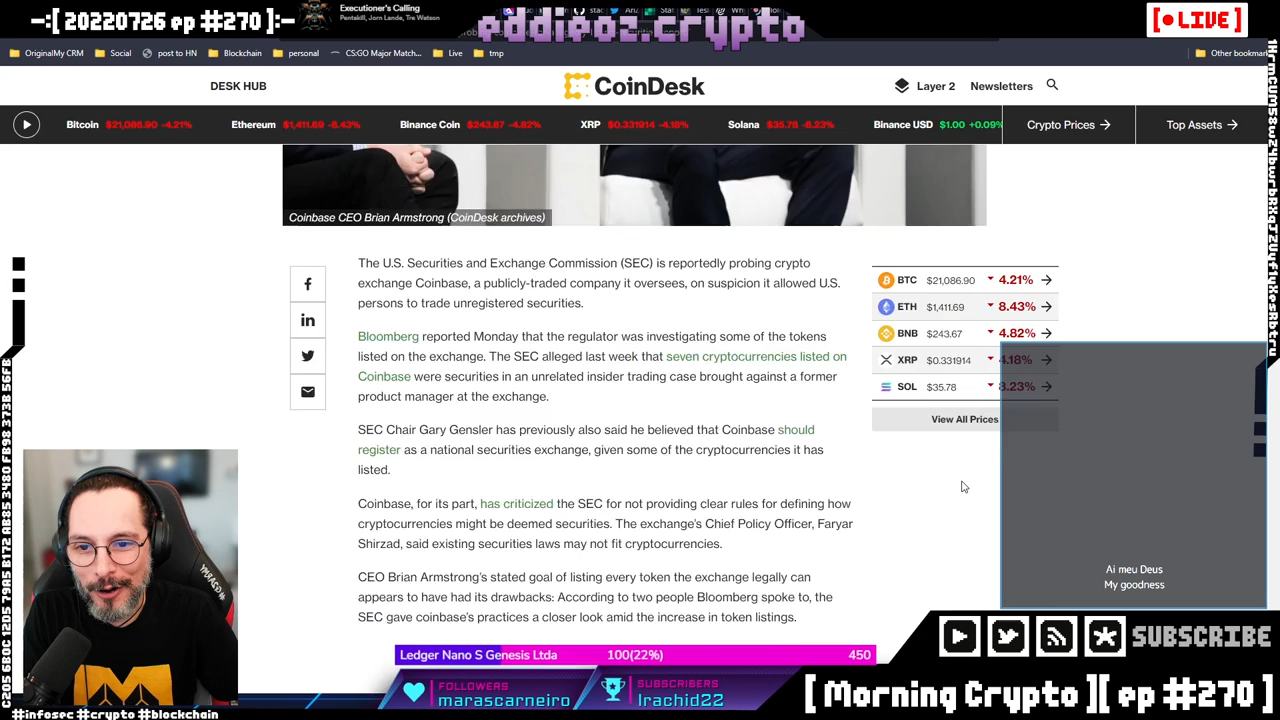 -:[ 20220726 ep #270]:-
Executioner's Calling
Pentakill, Jorn Lande, Tre Watson
eddieoz.crypto
[•LIVE]
OriginalMy CRM
Social
post to HN
Blockchain
personal
CS:GO Major Match...
Live
tmp
Other bookmar
DESK HUB
CoinDesk
Layer 2
Newsletters
Bitcoin $21,086.90 -4.21%
Ethereum $1,411.69 -8.43%
Binance Coin $243.67 -4.82%
XRP $0.331914 -4.18%
Solana $35.78 -8.23%
Binance USD $1.00 +0.09%
Crypto Prices
Top Assets
Coinbase CEO Brian Armstrong (CoinDesk archives)
The U.S. Securities and Exchange Commission (SEC) is reportedly probing crypto
exchange Coinbase, a publicly-traded company it oversees, on suspicion it allowed U.S.
persons to trade unregistered securities.
Bloomberg reported Monday that the regulator was investigating some of the tokens
listed on the exchange. The SEC alleged last week that seven cryptocurrencies listed on
Coinbase were securities in an unrelated insider trading case brought against a former
product manager at the exchange.
SEC Chair Gary Gensler has previously also said he believed that Coinbase should
register as a national securities exchange, given some of the cryptocurrencies it has
listed.
Coinbase, for its part, has criticized the SEC for not providing clear rules for defining how
cryptocurrencies might be deemed securities. The exchange's Chief Policy Officer, Faryar
Shirzad, said existing securities laws may not fit cryptocurrencies.
CEO Brian Armstrong's stated goal of listing every token the exchange legally can
appears to have had its drawbacks: According to two people Bloomberg spoke to, the
SEC gave coinbase's practices a closer look amid the increase in token listings.
BTC $21,086.90 4.21%
ETH $1,411.69 8.43%
BNB $243.67 4.82%
XRP $0.331914 4.18%
SOL $35.78 8.23%
View All Prices
Ai meu Deus
My goodness
Ledger Nano S Genesis Ltda 100(22%) 450
FOLLOWERS
marascarneiro
SUBSCRIBERS
lrachid22
SUBSCRIBE
[Morning Crypto][ep #270]
#infosec #crypto #blockchain